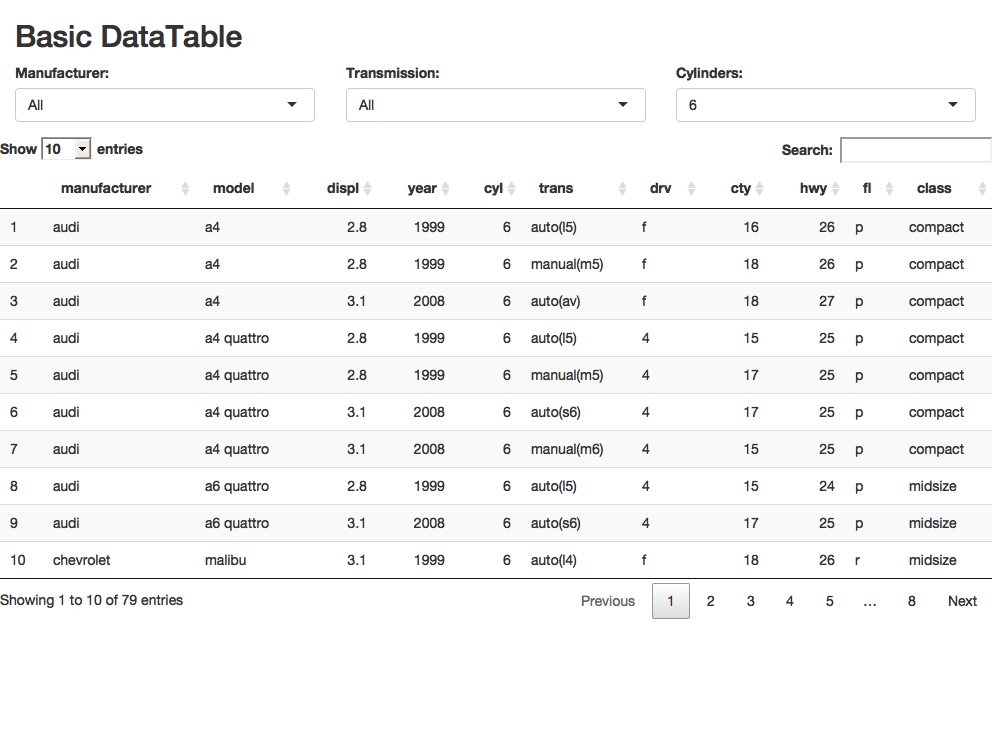 Basic DataTable
Manufacturer: Transmission: Cylinders:
All All 6
Show 10 entries Search:
manufacturer model displ year cyl trans drv cty hwy fl class
1 audi a4 2.8 1999 6 auto(l5) f 16 26 p compact
2 audi a4 2.8 1999 6 manual(m5) f 18 26 p compact
3 audi a4 3.1 2008 6 auto(av) f 18 27 p compact
4 audi a4 quattro 2.8 1999 6 auto(l5) 4 15 25 p compact
5 audi a4 quattro 2.8 1999 6 manual(m5) 4 17 25 p compact
6 audi a4 quattro 3.1 2008 6 auto(s6) 4 17 25 p compact
7 audi a4 quattro 3.1 2008 6 manual(m6) 4 15 25 p compact
8 audi a6 quattro 2.8 1999 6 auto(l5) 4 15 24 p midsize
9 audi a6 quattro 3.1 2008 6 auto(s6) 4 17 25 p midsize
10 chevrolet malibu 3.1 1999 6 auto(l4) f 18 26 r midsize
Showing 1 to 10 of 79 entries Previous 1 2 3 4 5 … 8 Next